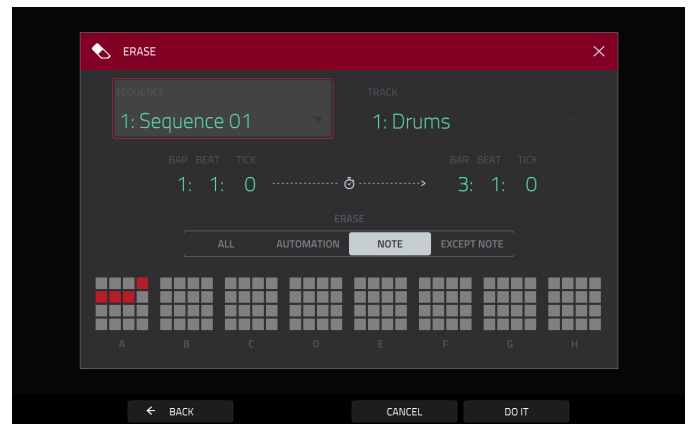 ERASE
SEQUENCE TRACK
1: Sequence 01 1: Drums
BAR BEAT TICK BAR BEAT TICK
1: 1: 0 3: 1: 0
ERASE
ALL AUTOMATION NOTE EXCEPT NOTE
A B C D E F G H
BACK CANCEL DO IT